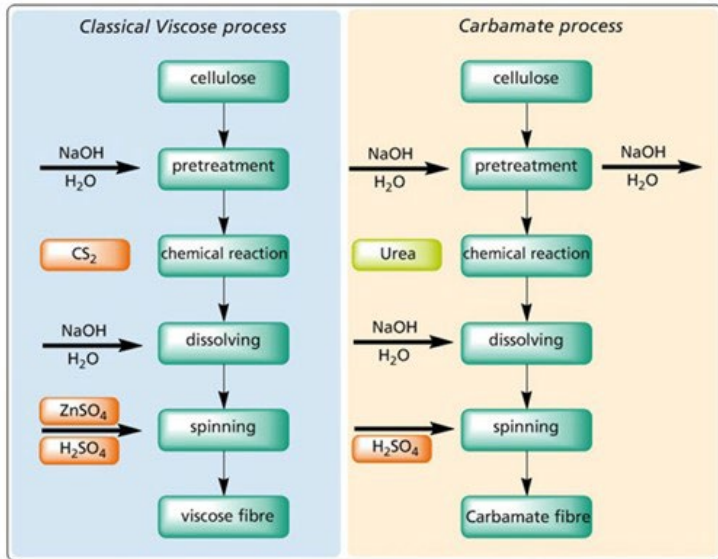 Classical Viscose process
cellulose
NaOH
H₂O
pretreatment
CS₂
chemical reaction
NaOH
H₂O
dissolving
ZnSO₄
H₂SO₄
spinning
viscose fibre
Carbamate process
cellulose
NaOH
H₂O
pretreatment
NaOH
H₂O
Urea
chemical reaction
NaOH
H₂O
dissolving
H₂SO₄
spinning
Carbamate fibre